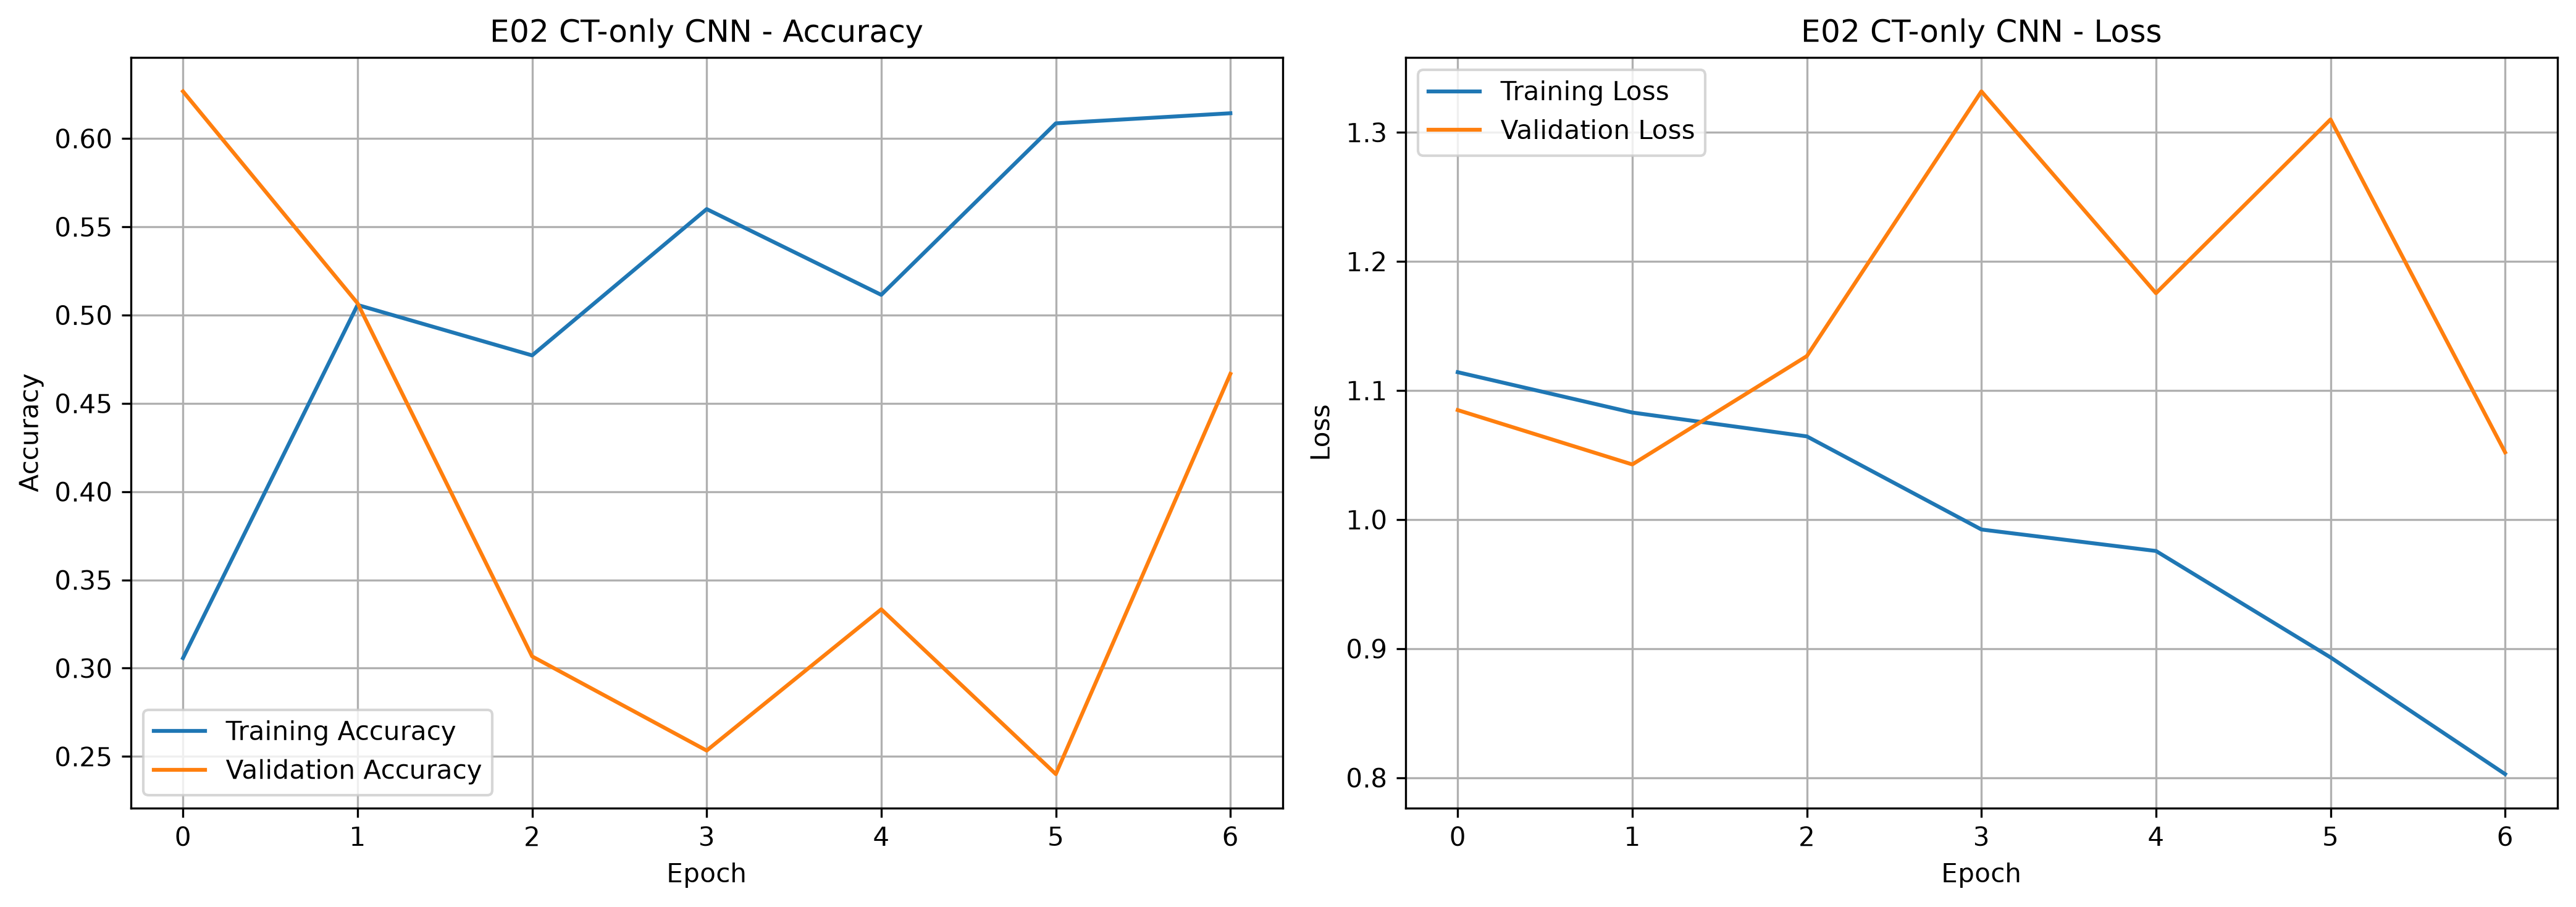 E02 CT-only CNN - Accuracy
Accuracy
0.60
0.55
0.50
0.45
0.40
0.35
0.30
0.25
Training Accuracy
Validation Accuracy
0 1 2 3 4 5 6
Epoch
E02 CT-only CNN - Loss
Training Loss
Validation Loss
Loss
1.3
1.2
1.1
1.0
0.9
0.8
0 1 2 3 4 5 6
Epoch